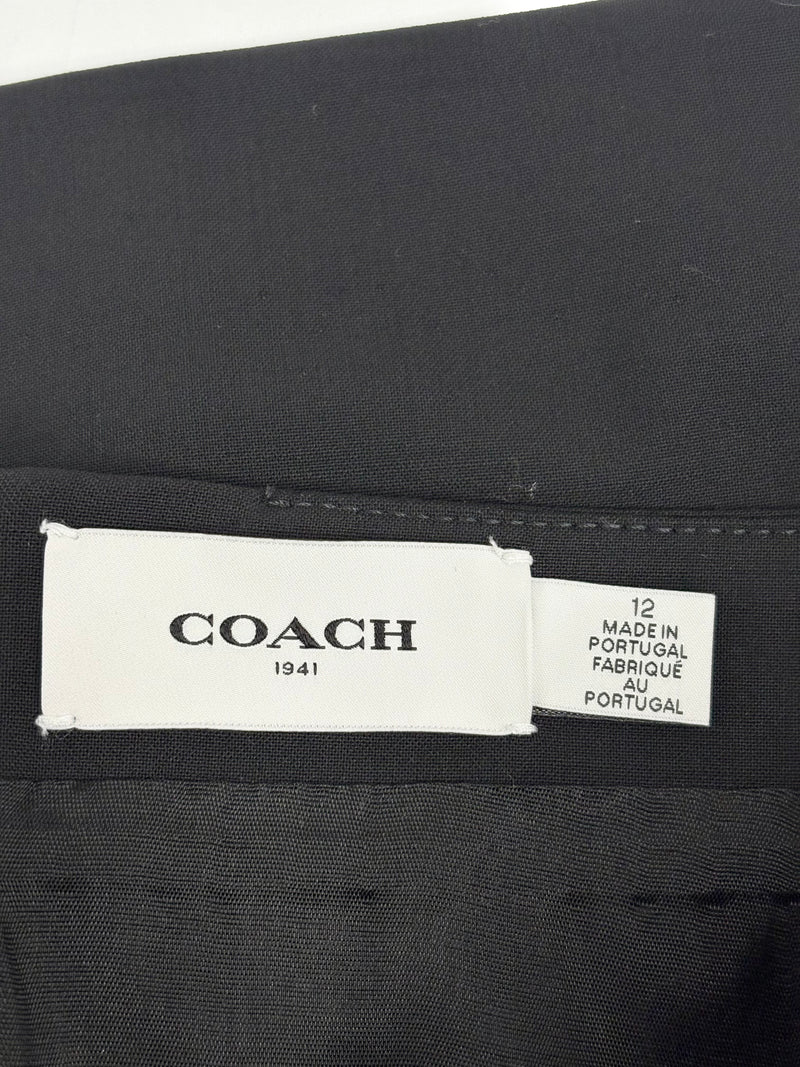 COACH
1941
12
MADE IN
PORTUGAL
FABRIQUÉ
AU
PORTUGAL